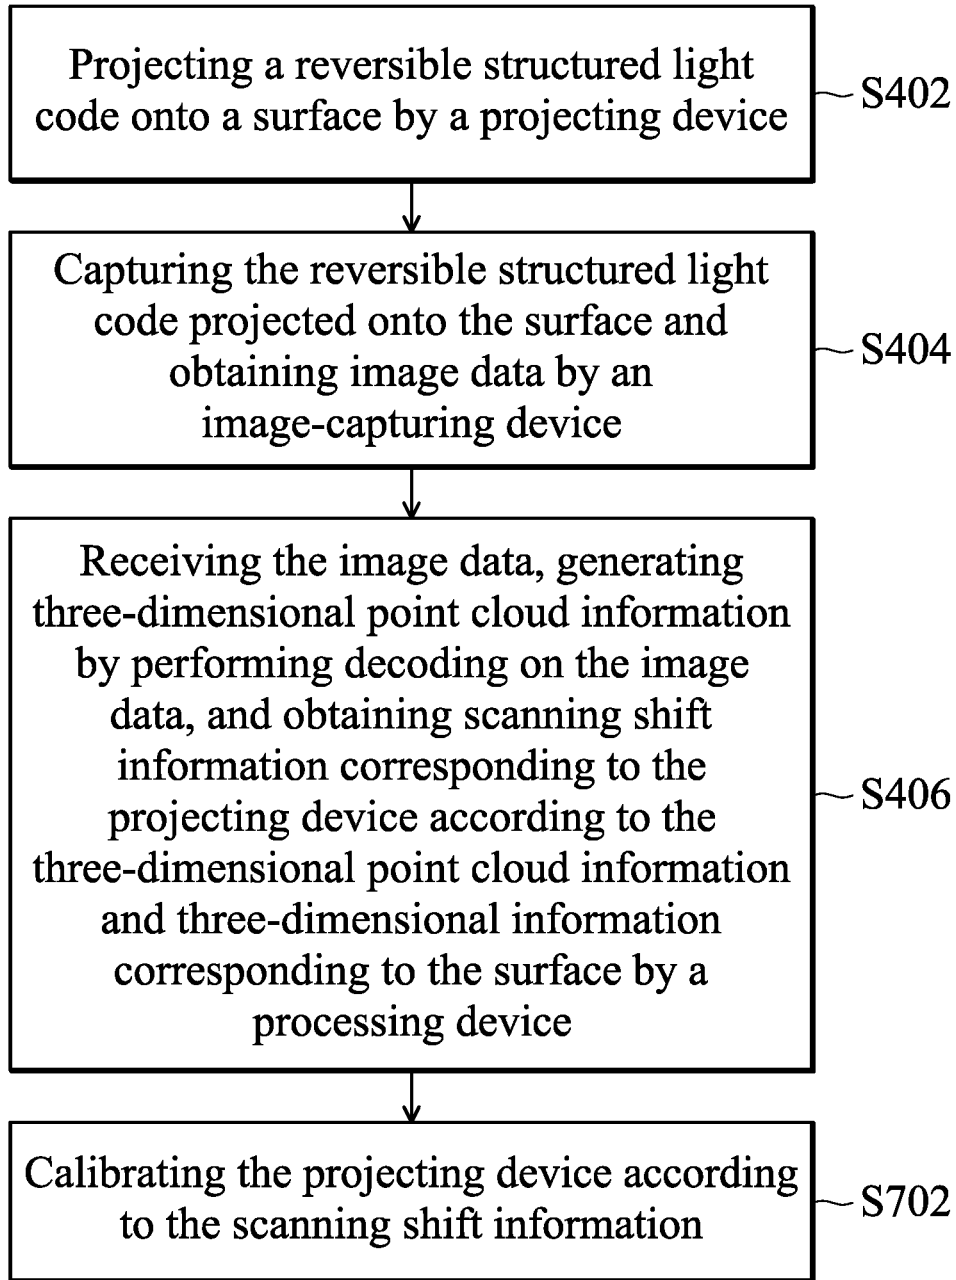 Projecting a reversible structured light
code onto a surface by a projecting device
S402
Capturing the reversible structured light
code projected onto the surface and
obtaining image data by an
image-capturing device
S404
Receiving the image data, generating
three-dimensional point cloud information
by performing decoding on the image
data, and obtaining scanning shift
information corresponding to the
projecting device according to the
three-dimensional point cloud information
and three-dimensional information
corresponding to the surface by a
processing device
S406
Calibrating the projecting device according
to the scanning shift information
S702